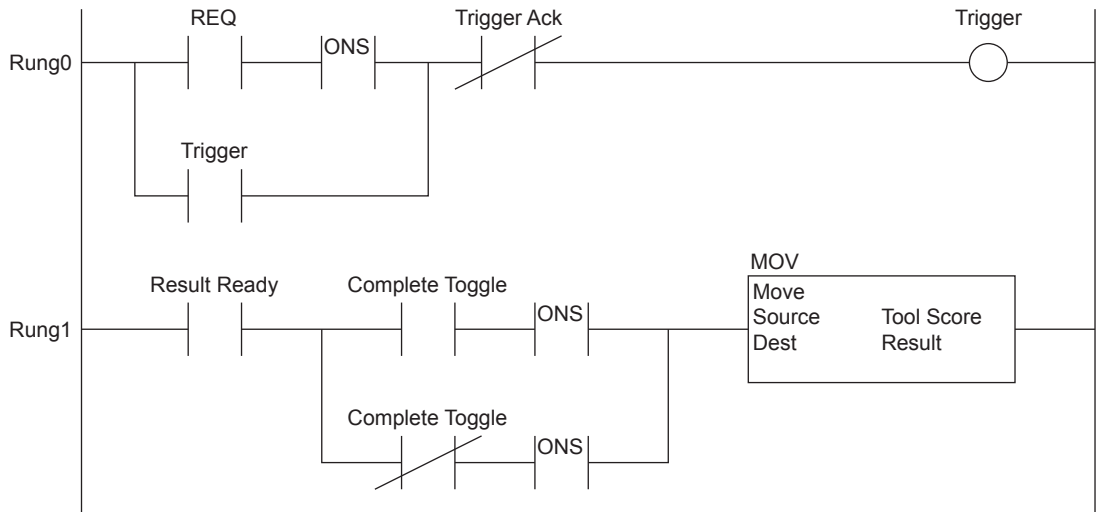 REQ
ONS
Trigger Ack
Trigger
Rung0
Trigger
MOV
Result Ready
Complete Toggle
ONS
Move
Source Tool Score
Dest Result
Rung1
Complete Toggle
ONS